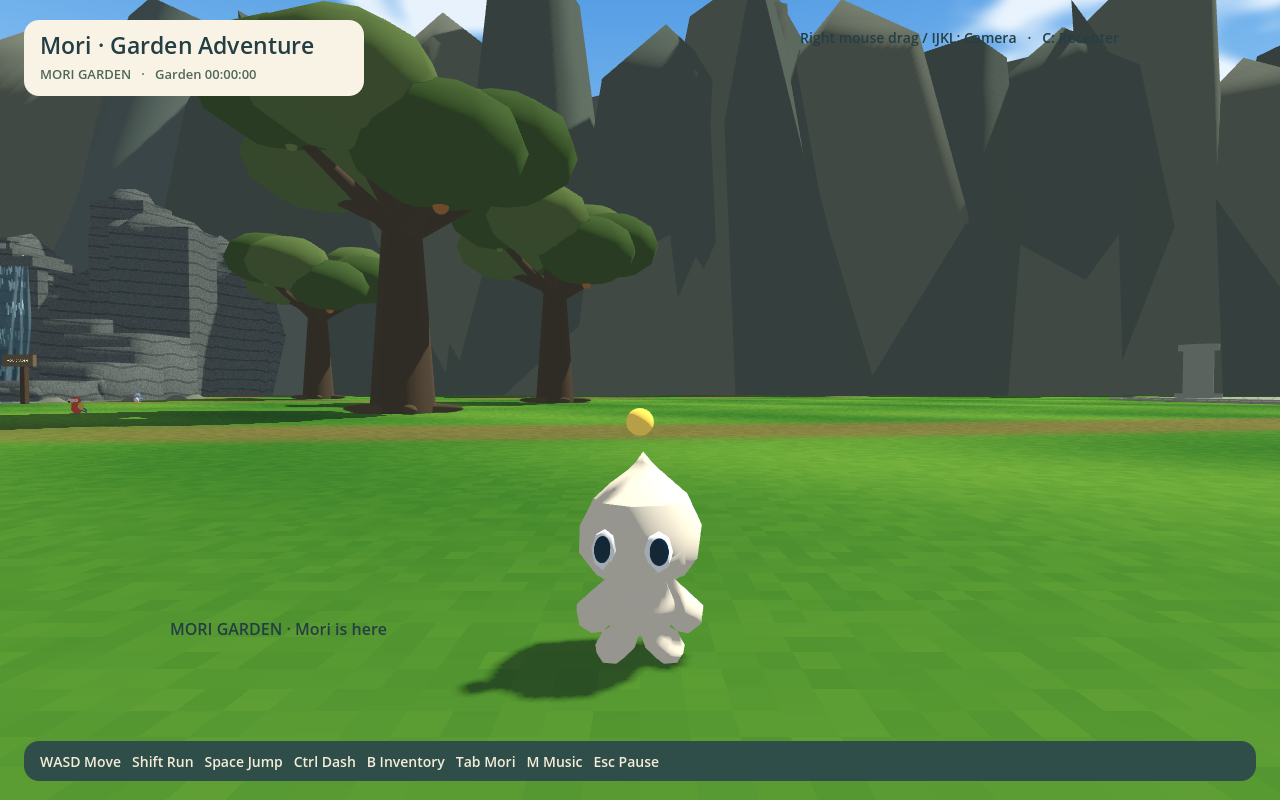 Mori · Garden Adventure
MORI GARDEN · Garden 00:00:00
Right mouse drag / IJKL: Camera · C: Recenter
MORI GARDEN · Mori is here
WASD Move Shift Run Space Jump Ctrl Dash B Inventory Tab Mori M Music Esc Pause